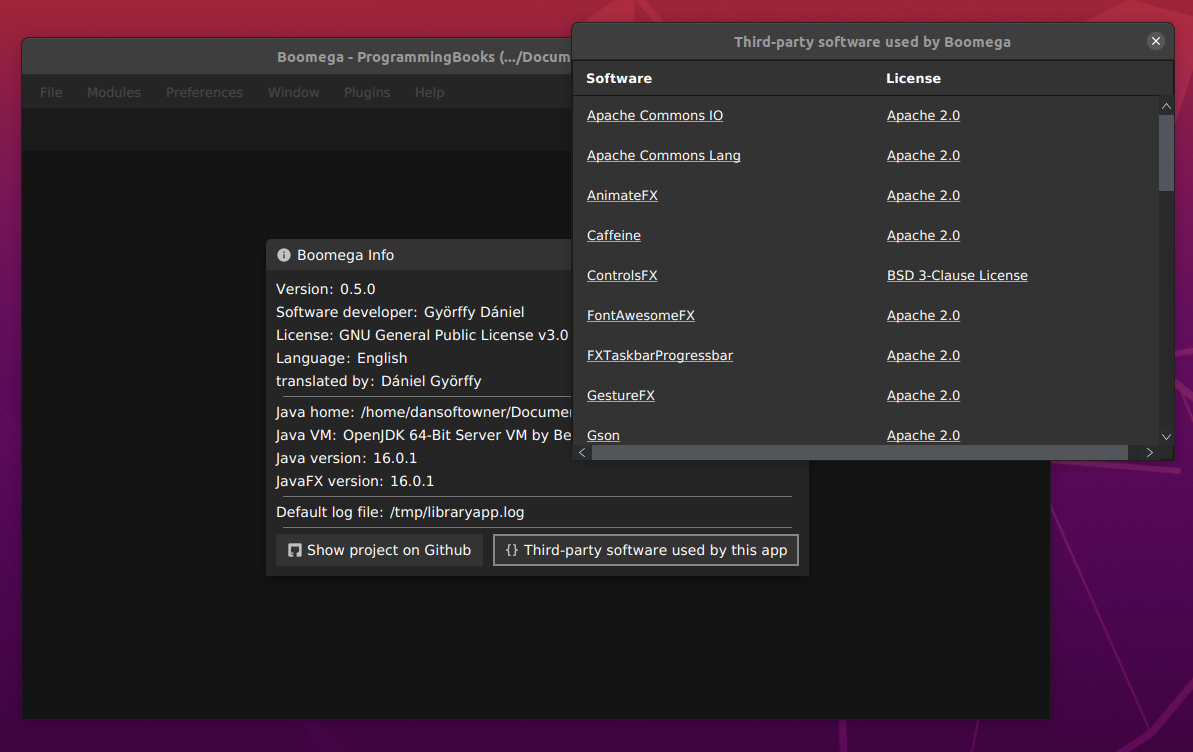 Boomega - ProgrammingBooks (.../Docum
File Modules Preferences Window Plugins Help
Boomega Info
Version: 0.5.0
Software developer: Györffy Dániel
License: GNU General Public License v3.0
Language: English
translated by: Dániel Györffy
Java home: /home/dansoftowner/Documen
Java VM: OpenJDK 64-Bit Server VM by Be
Java version: 16.0.1
JavaFX version: 16.0.1
Default log file: /tmp/libraryapp.log
Show project on Github
{} Third-party software used by this app
Third-party software used by Boomega
Software License
Apache Commons IO Apache 2.0
Apache Commons Lang Apache 2.0
AnimateFX Apache 2.0
Caffeine Apache 2.0
ControlsFX BSD 3-Clause License
FontAwesomeFX Apache 2.0
FXTaskbarProgressbar Apache 2.0
GestureFX Apache 2.0
Gson Apache 2.0